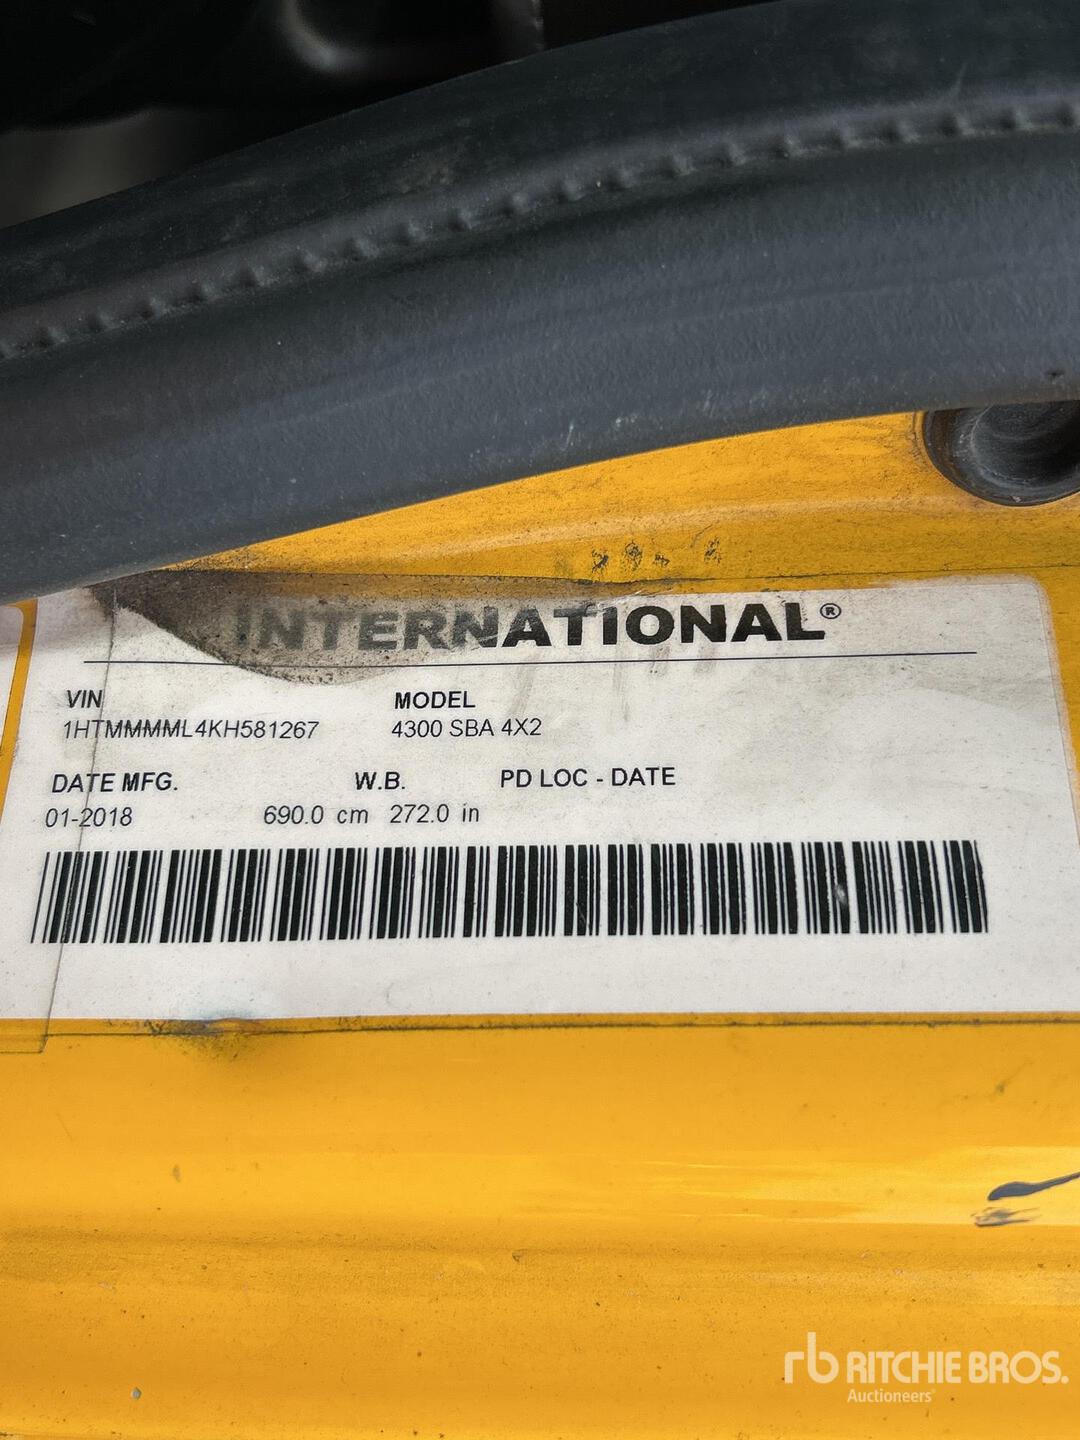 INTERNATIONAL®
VIN MODEL
1HTMMMML4KH581267 4300 SBA 4X2
DATE MFG. W.B. PD LOC - DATE
01-2018 690.0 cm 272.0 in
rb RITCHIE BROS.
Auctioneers